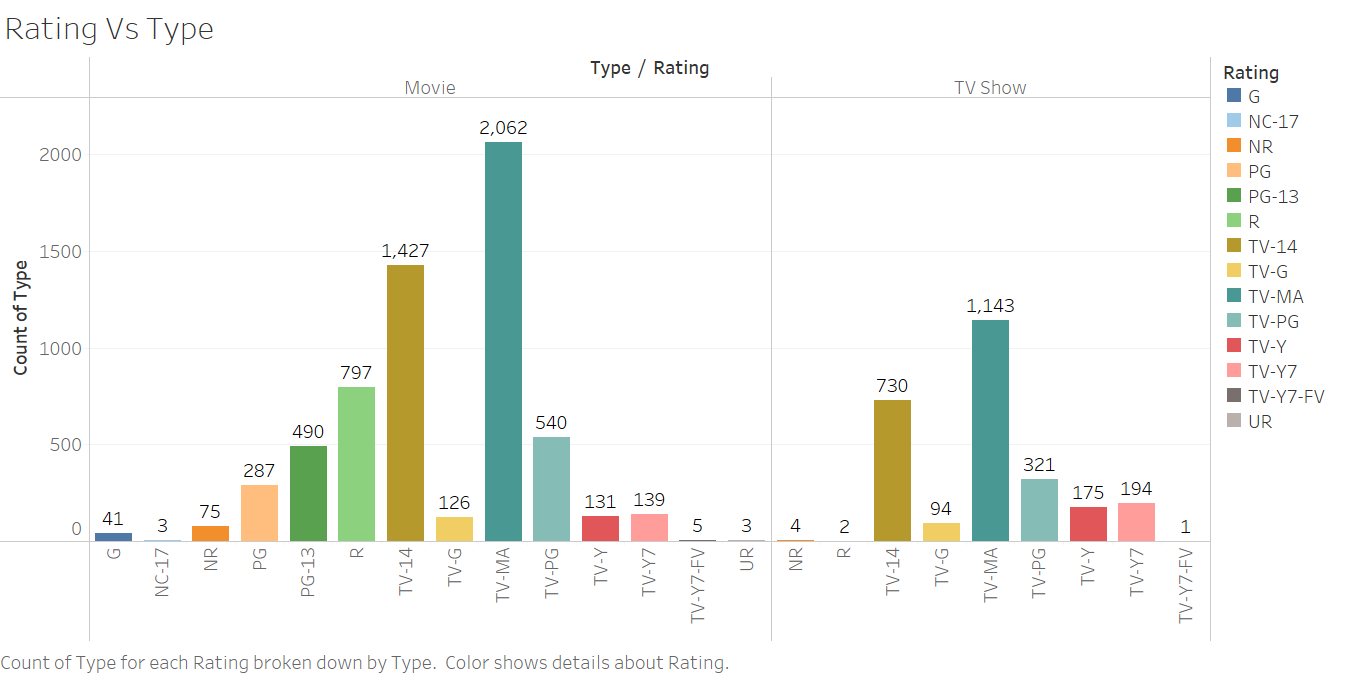 Rating Vs Type
Type / Rating
Movie
TV Show
Count of Type
2000
1500
1000
500
0
41
3
75
287
490
797
1,427
126
2,062
540
131
139
5
3
4
2
730
94
1,143
321
175
194
1
G
NC-17
NR
PG
PG-13
R
TV-14
TV-G
TV-MA
TV-PG
TV-Y
TV-Y7
TV-Y7-FV
UR
NR
R
TV-14
TV-G
TV-MA
TV-PG
TV-Y
TV-Y7
TV-Y7-FV
Rating
G
NC-17
NR
PG
PG-13
R
TV-14
TV-G
TV-MA
TV-PG
TV-Y
TV-Y7
TV-Y7-FV
UR
Count of Type for each Rating broken down by Type. Color shows details about Rating.